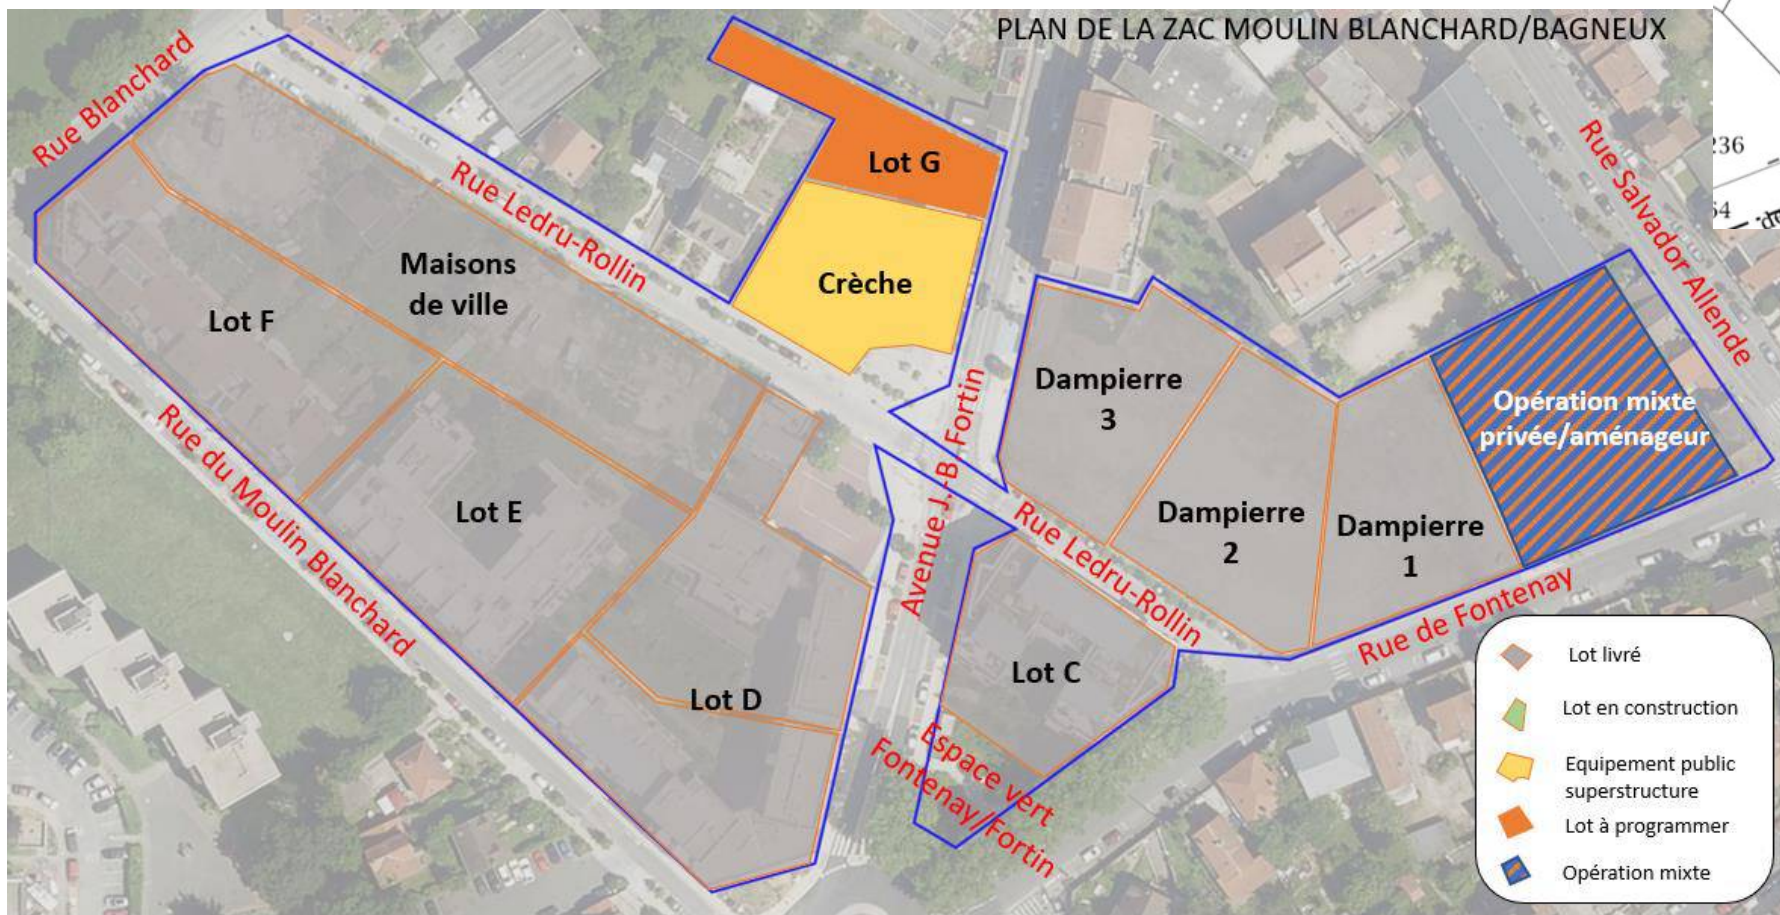 PLAN DE LA ZAC MOULIN BLANCHARD/BAGNEUX
Rue Blanchard
Rue Ledru-Rollin
Lot G
Rue Salvador Allende
236
Maisons
de ville
Crèche
Lot F
Dampierre
3
Opération mixte
privée/aménageur
Rue du Moulin Blanchard
Lot E
Avenue J.-B. Fortin
Rue Ledru-Rollin
Dampierre
2
Dampierre
1
Rue de Fontenay
Lot D
Lot C
Espace vert
Fontenay/Fortin
Lot livré
Lot en construction
Equipement public
superstructure
Lot à programmer
Opération mixte